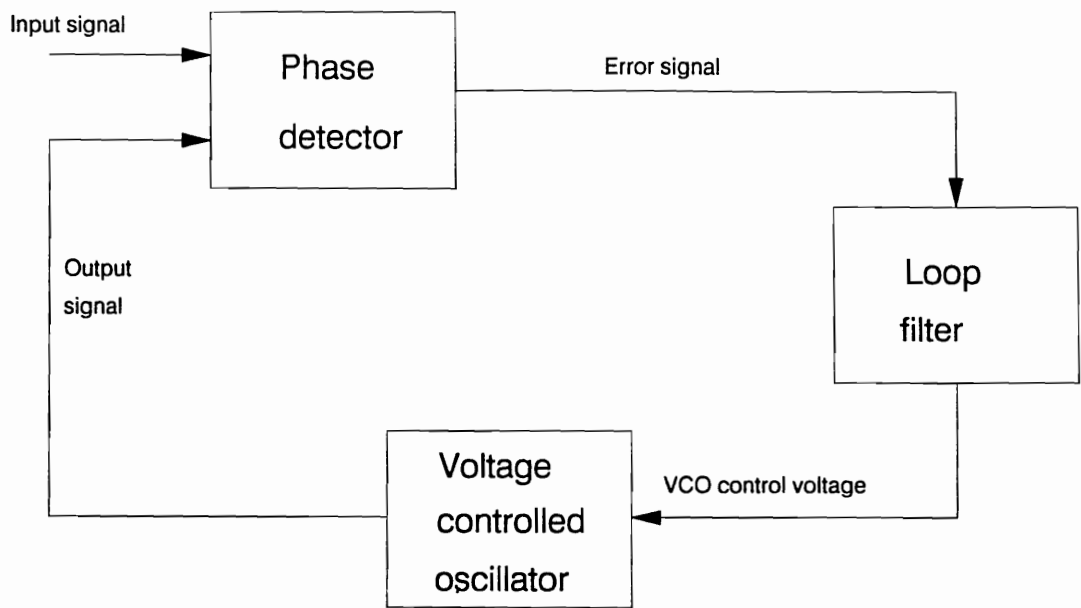 Input signal
Phase
detector
Error signal
Output
signal
Loop
filter
Voltage
controlled
oscillator
VCO control voltage